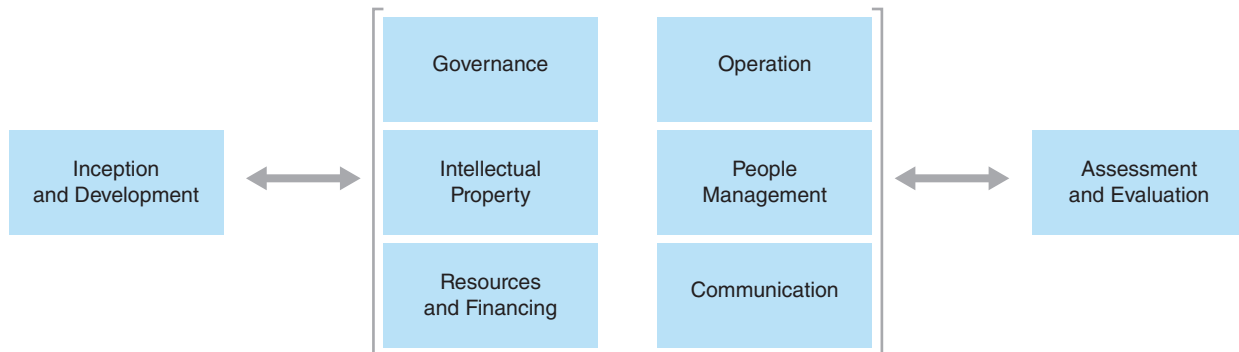 Governance
Operation
Inception
and Development
Intellectual
Property
People
Management
Assessment
and Evaluation
Resources
and Financing
Communication